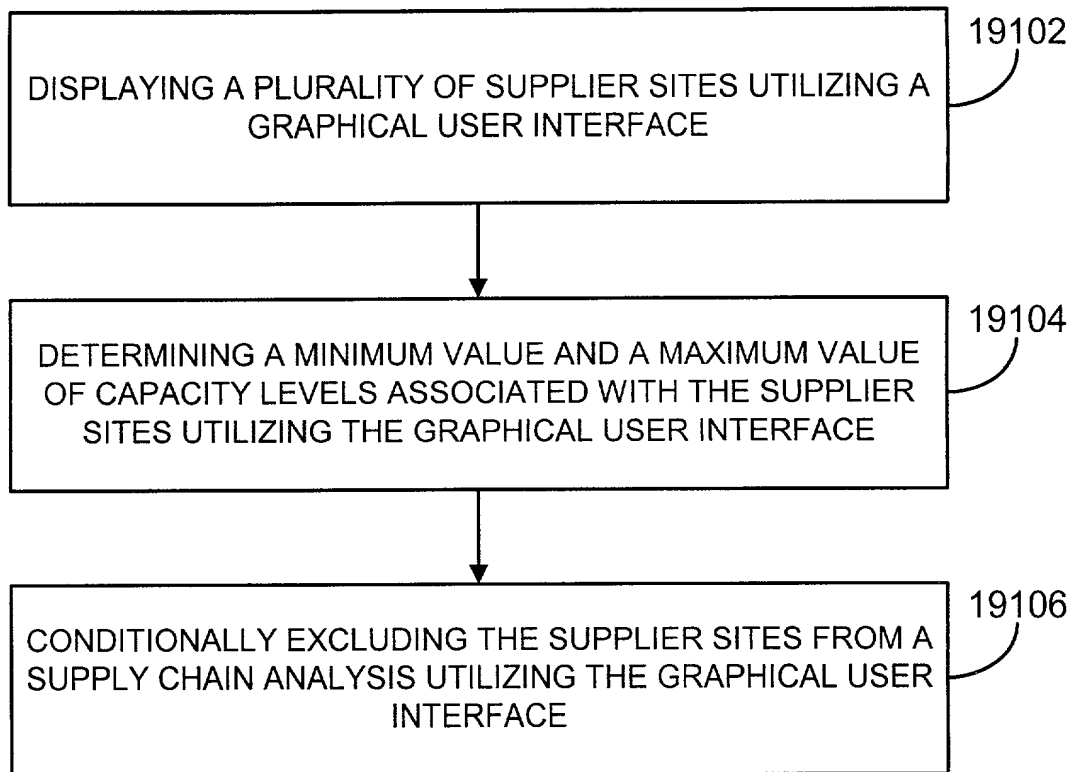 19102
DISPLAYING A PLURALITY OF SUPPLIER SITES UTILIZING A
GRAPHICAL USER INTERFACE
19104
DETERMINING A MINIMUM VALUE AND A MAXIMUM VALUE
OF CAPACITY LEVELS ASSOCIATED WITH THE SUPPLIER
SITES UTILIZING THE GRAPHICAL USER INTERFACE
19106
CONDITIONALLY EXCLUDING THE SUPPLIER SITES FROM A
SUPPLY CHAIN ANALYSIS UTILIZING THE GRAPHICAL USER
INTERFACE